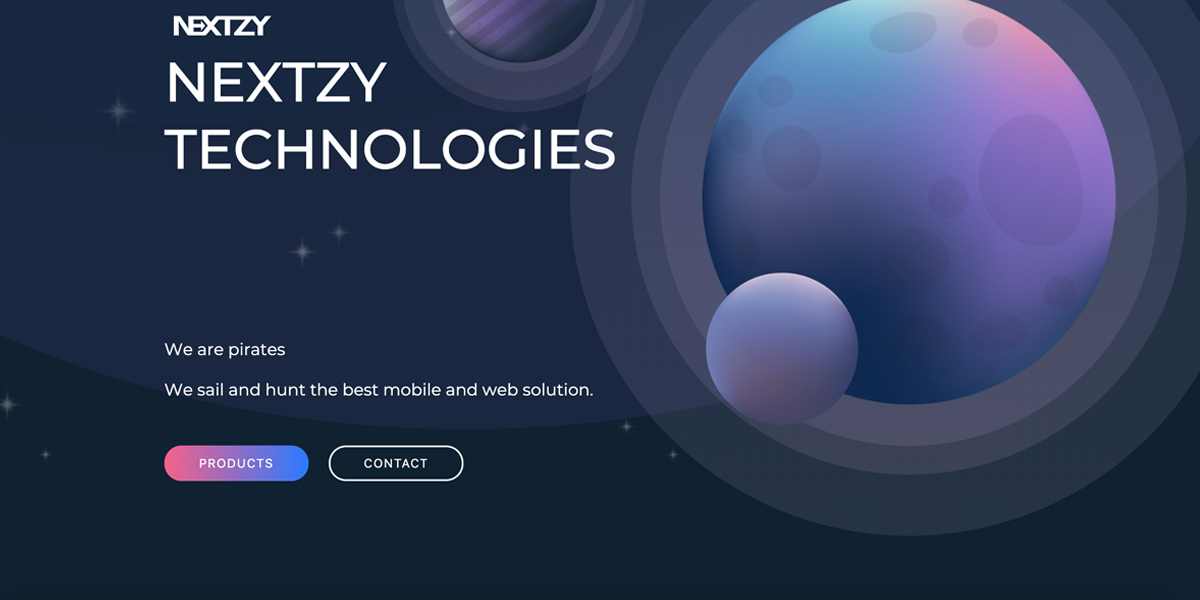 NEXTZY
NEXTZY
TECHNOLOGIES
We are pirates
We sail and hunt the best mobile and web solution.
PRODUCTS
CONTACT